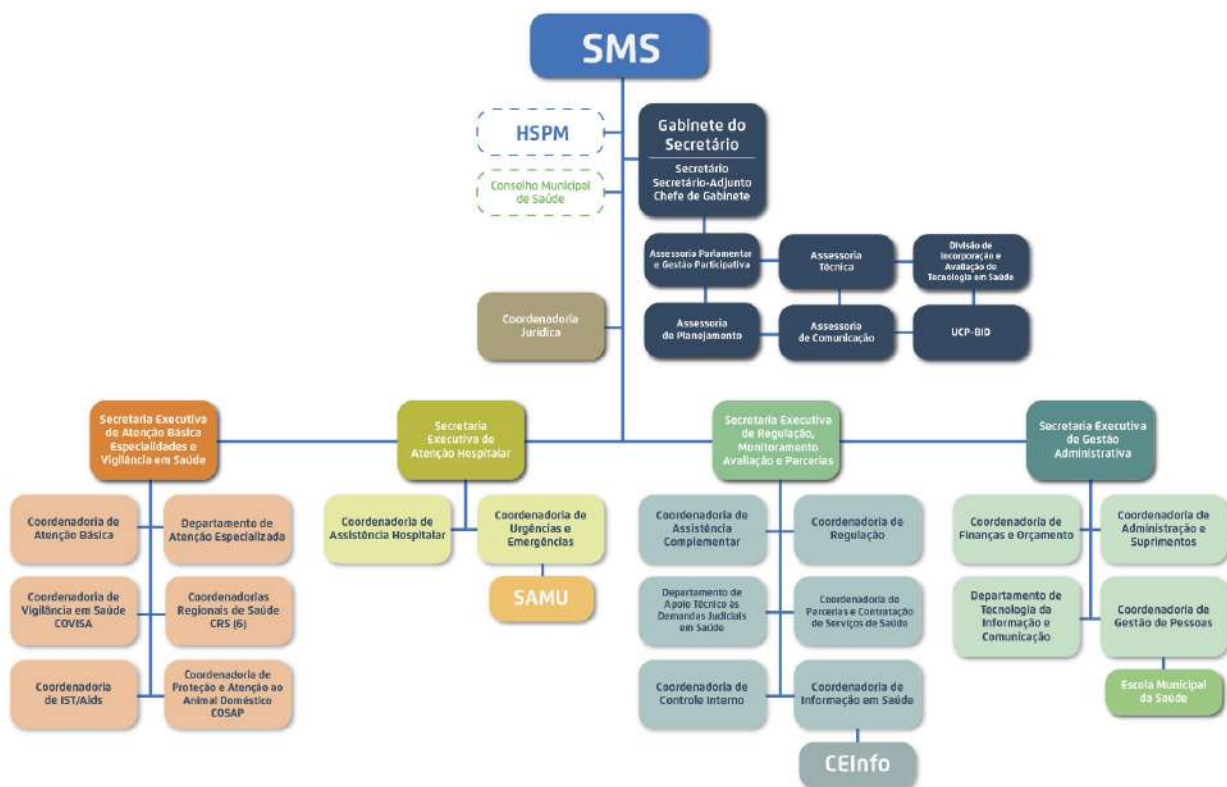 SMS
HSPM
Conselho Municipal
de Saúde
Gabinete do
Secretário
Secretário
Secretário-Adjunto
Chefe de Gabinete
Assessoria Parlamentar
e Gestão Participativa
Assessoria
Técnica
Divisão de
Incorporação e
Avaliação de
Tecnologia em Saúde
Coordenadoria
Jurídica
Assessoria
de Planejamento
Assessoria
de Comunicação
UCP-BID
Secretaria Executiva
de Atenção Básica
Especialidades e
Vigilância em Saúde
Secretaria
Executiva de
Atenção Hospitalar
Secretaria Executiva
de Regulação,
Monitoramento
Avaliação e Parcerias
Secretaria Executiva
de Gestão
Administrativa
Coordenadoria de
Atenção Básica
Departamento de
Atenção Especializada
Coordenadoria de
Vigilância em Saúde
COVISA
Coordenadorias
Regionais de Saúde
CRS (6)
Coordenadoria
de IST/Aids
Coordenadoria de
Proteção e Atenção ao
Animal Doméstico
COSAP
Coordenadoria de
Assistência Hospitalar
Coordenadoria de
Urgências e
Emergências
SAMU
Coordenadoria de
Assistência
Complementar
Coordenadoria de
Regulação
Departamento de
Apoio Técnico às
Demandas Judiciais
em Saúde
Coordenadoria de
Parcerias e Contratação
de Serviços de Saúde
Coordenadoria de
Controle Interno
Coordenadoria de
Informação em Saúde
CEInfo
Coordenadoria de
Finanças e Orçamento
Coordenadoria de
Administração e
Suprimentos
Departamento de
Tecnologia da
Informação e
Comunicação
Coordenadoria de
Gestão de Pessoas
Escola Municipal
da Saúde